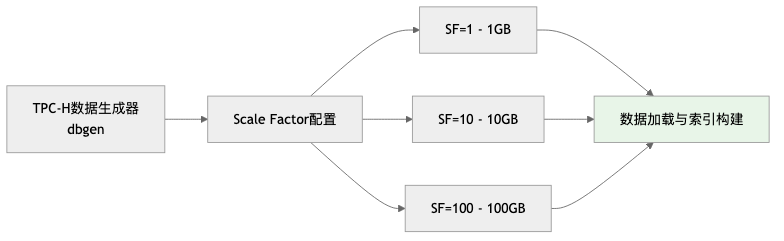 TPC-H数据生成器
dbgen
Scale Factor配置
SF=1 - 1GB
SF=10 - 10GB
SF=100 - 100GB
数据加载与索引构建